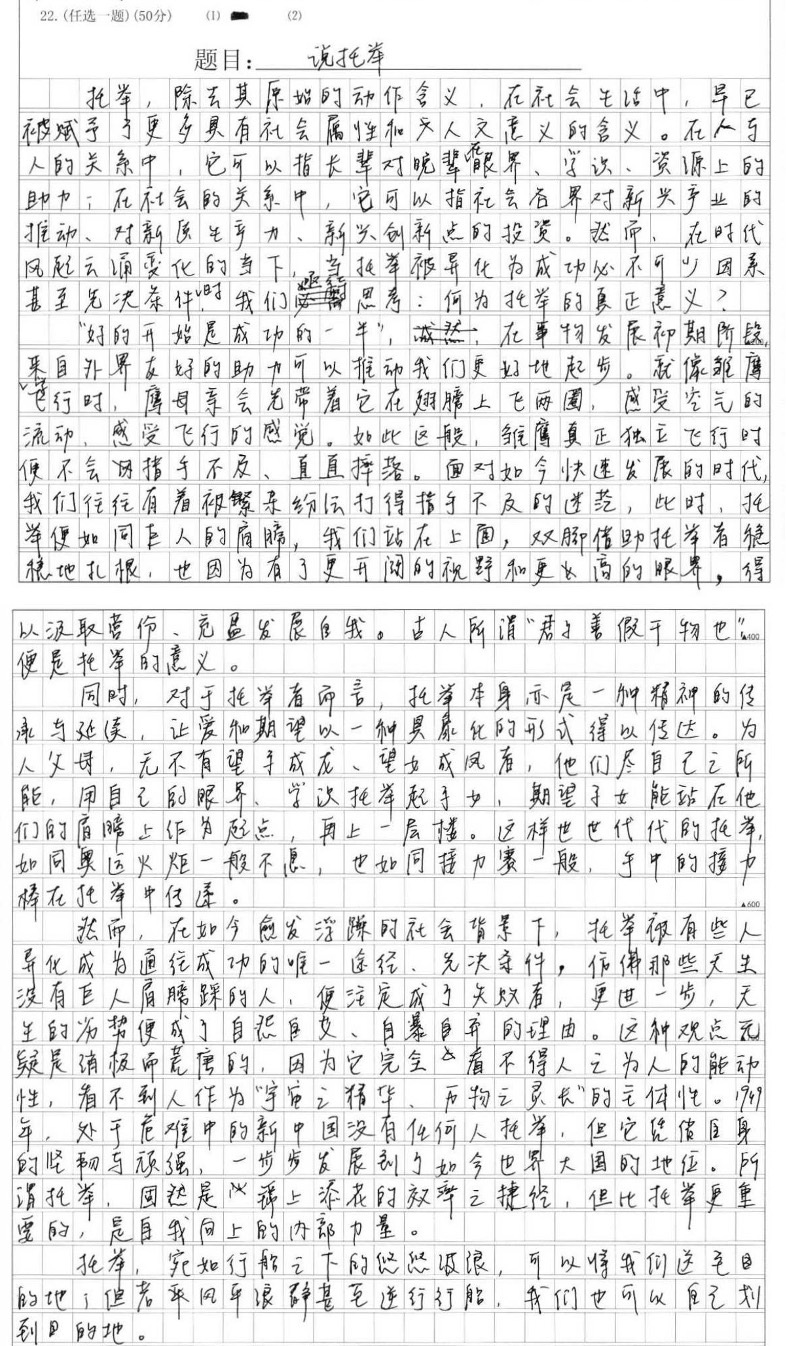 22.(任选一题)(50分) (1) (2)
题目: 说托举
托举，除去其原始的动作含义，在社会生活中，早已
被赋予了更多具有社会属性和人文意义的含义。在人与
人的关系中，它可以指长辈对晚辈在眼界、学识、资源上的
助力；在社会的关系中，它可以指社会各界对新兴产业的
推动、对新质生产力、新兴创新点的投资。然而，在时代
风起云涌变化的当下，当托举被异化为成功必不可少因素
甚至先决条件时，我们思考：何为托举的真正意义？
"好的开始是成功的一半"，在事物发展初期阶段，
来自外界友好的助力可以推动我们更好地起步。就像雏鹰
飞行时，鹰母亲会先带着它在翅膀上飞两圈，感受空气的
流动、感受飞行的感觉。如此这般，雏鹰真正独立飞行时
便不会因措手不及、直直摔落。面对如今快速发展的时代，
我们往往有着被繁杂纷纭打得措手不及的迷茫，此时，托
举便如同巨人的肩膀，我们站在上面，双脚借助托举者稳
稳地扎根，也因为有了更开阔的视野和更高的眼界，得
以汲取营份、充盈发展自我。古人所谓"君子善假于物也"，
▲400
便是托举的意义。
同时，对于托举者而言，托举本身亦是一种精神的传
承与延续，让爱和期望以一种具象化的形式得以传达。为
人父母，无不有望子成龙、望女成凤者，他们尽自己之所
能，用自己的眼界、学识托举起子女，期望子女能站在他
们的肩膀上作为起点，再上一层楼。这样世世代代的托举，
如同奥运火炬一般不息，也如同接力赛一般，手中的接力
棒在托举中传递。
▲600
然而，在如今愈发浮躁的社会背景下，托举被有些人
异化成为通往成功的唯一途径、先决条件，仿佛那些天生
没有巨人肩膀踩的人，便注定成了失败者，更进一步，天
生的劣势便成了自怨自艾、自暴自弃的理由。这种观点无
疑是消极而荒唐的，因为它完全看不得人之为人的能动
性，看不到人作为"宇宙之精华、万物之灵长"的主体性。1949
年，处于危难中的新中国没有任何人托举，但它凭借自身
的坚韧与顽强，一步步发展到了如今世界大国的地位。所
谓托举，固然是锦上添花的效率之捷径，但比托举更重
要的，是自我向上的内部力量。
托举，宛如行船之下的悠悠波浪，可以将我们送至目
的地；但若平风平浪静甚至逆行行船，我们也可以自己划
到目的地。